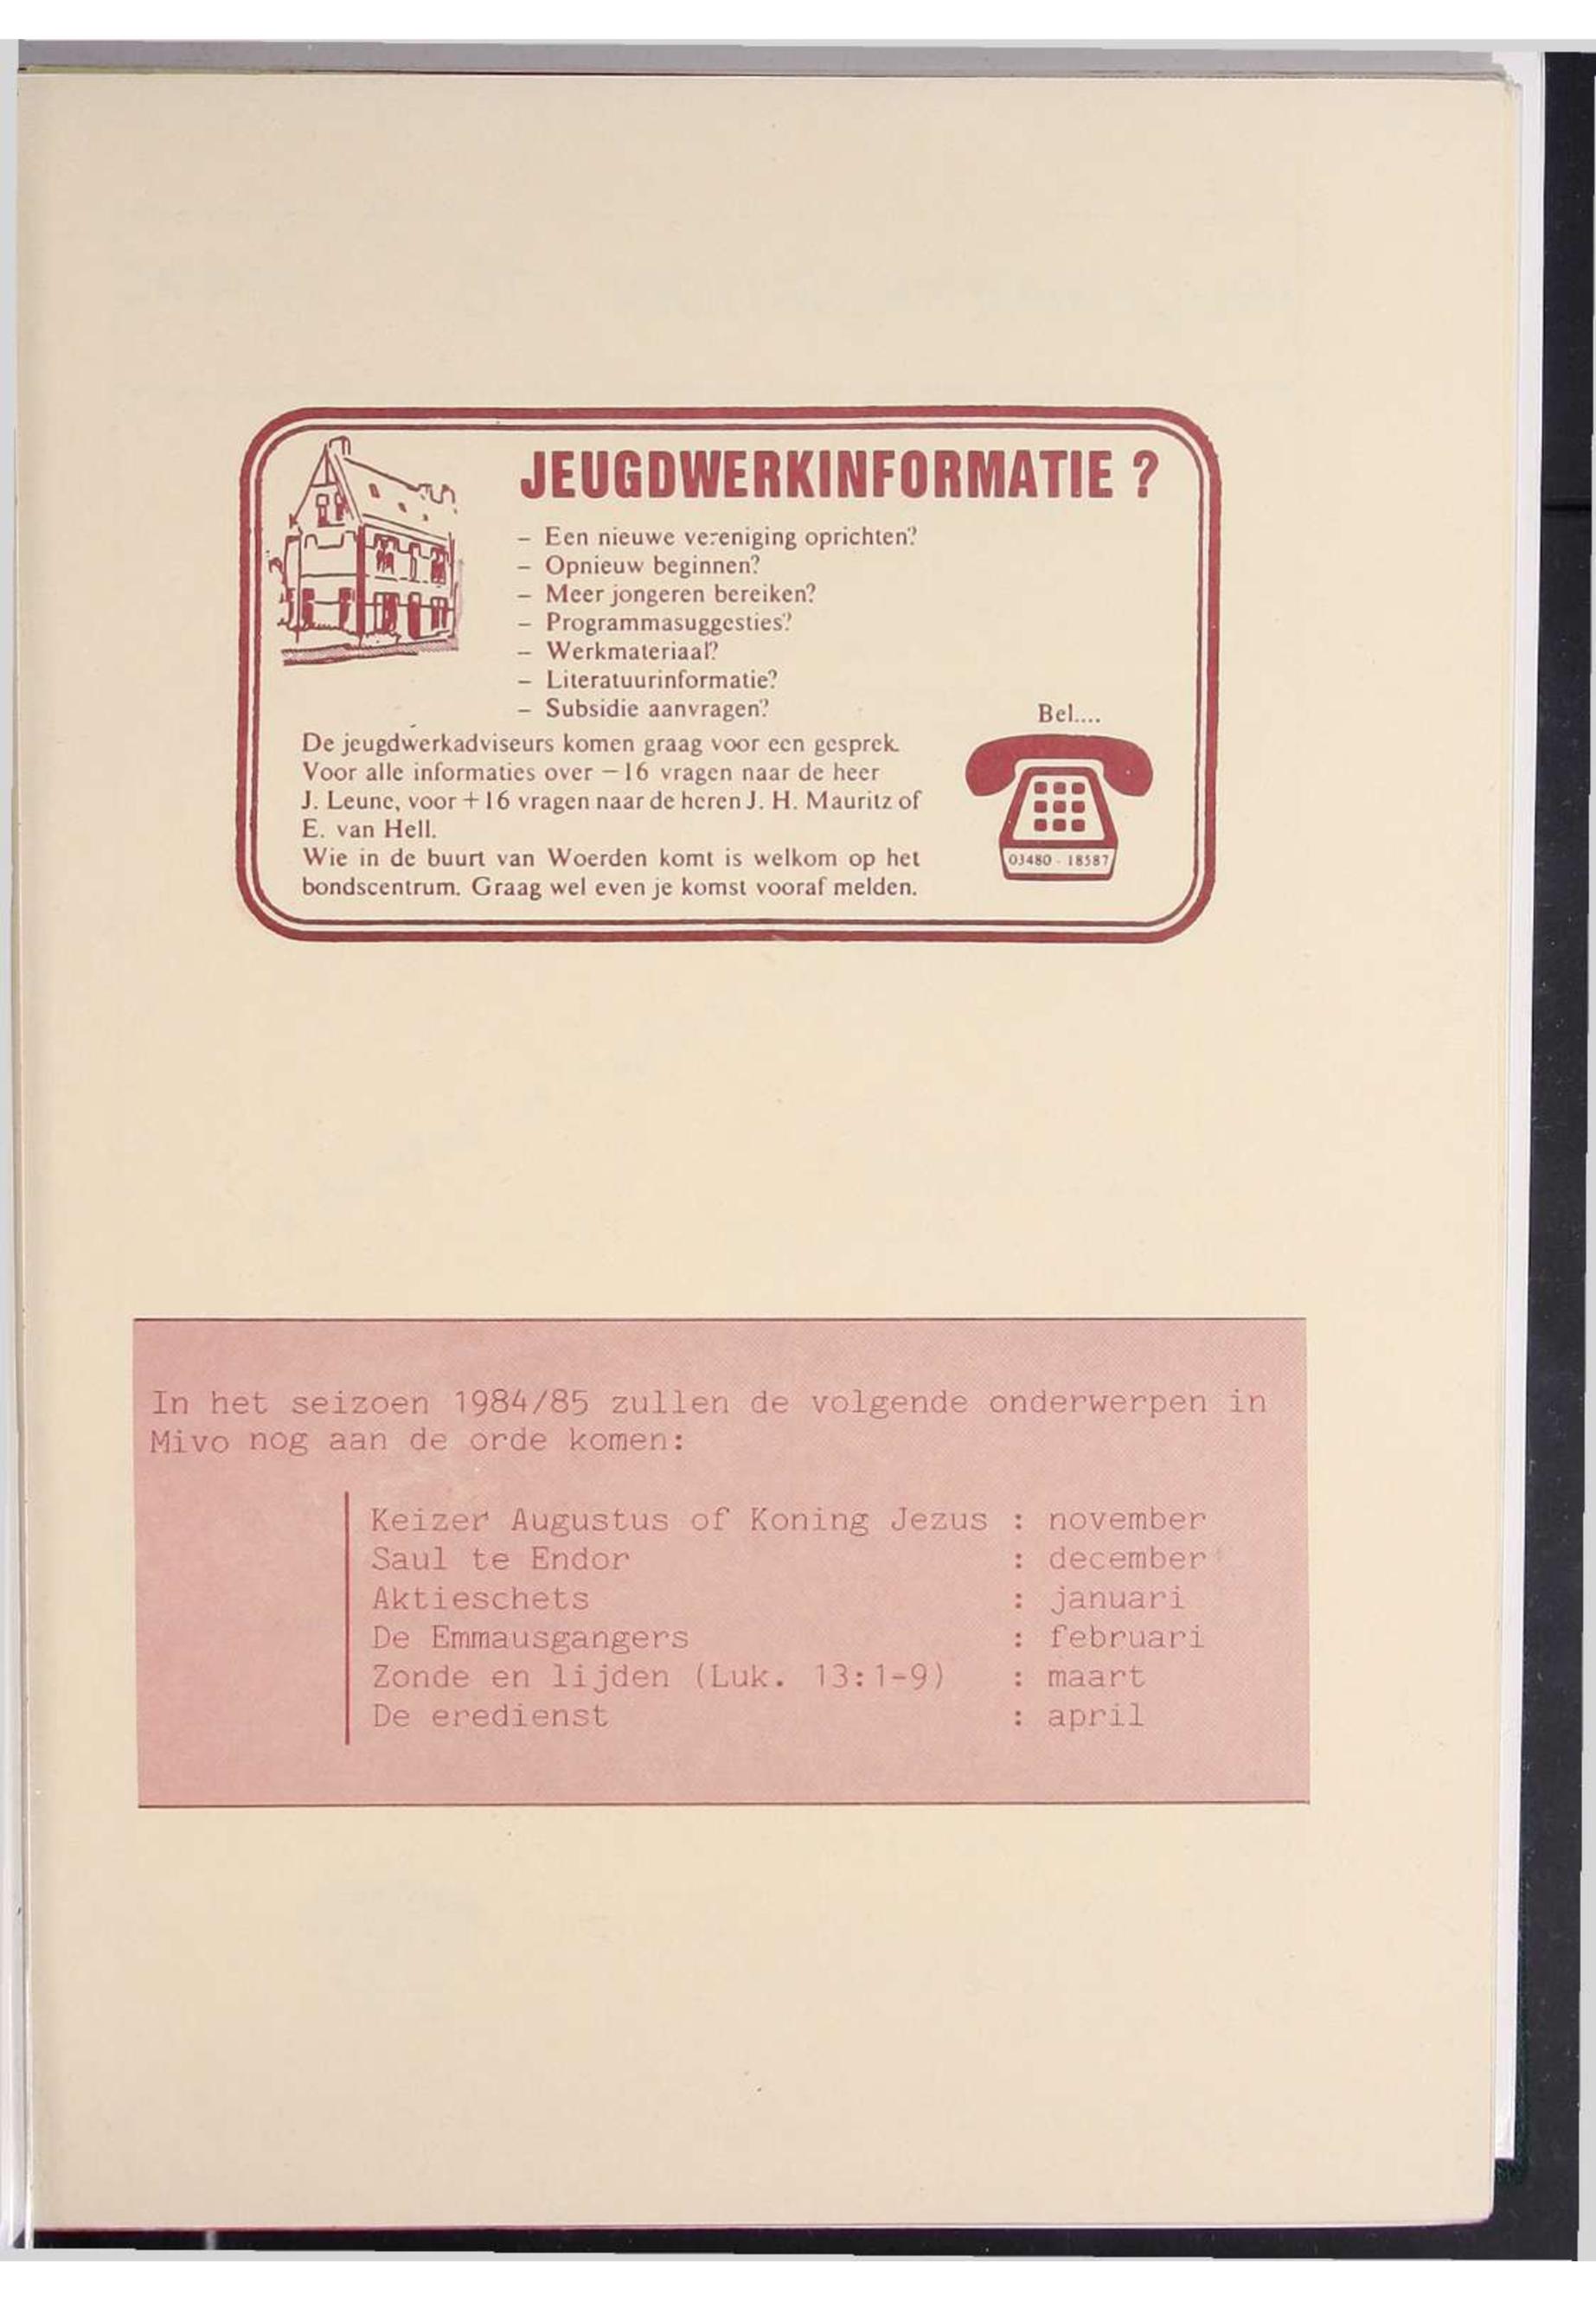 JEUGDWERKINFORMATIE ?
– Een nieuwe vereniging oprichten?
– Opnieuw beginnen?
– Meer jongeren bereiken?
– Programmasuggesties?
– Werkmateriaal?
– Literatuurinformatie?
– Subsidie aanvragen?
De jeugdwerkadviseurs komen graag voor een gesprek.
Voor alle informaties over –16 vragen naar de heer
J. Leune, voor +16 vragen naar de heren J. H. Mauritz of
E. van Hell.
Wie in de buurt van Woerden komt is welkom op het
bondscentrum. Graag wel even je komst vooraf melden.
Bel....
03480 - 18587
In het seizoen 1984/85 zullen de volgende onderwerpen in
Mivo nog aan de orde komen:
Keizer Augustus of Koning Jezus : november
Saul te Endor : december
Aktieschets : januari
De Emmausgangers : februari
Zonde en lijden (Luk. 13:1-9) : maart
De eredienst : april